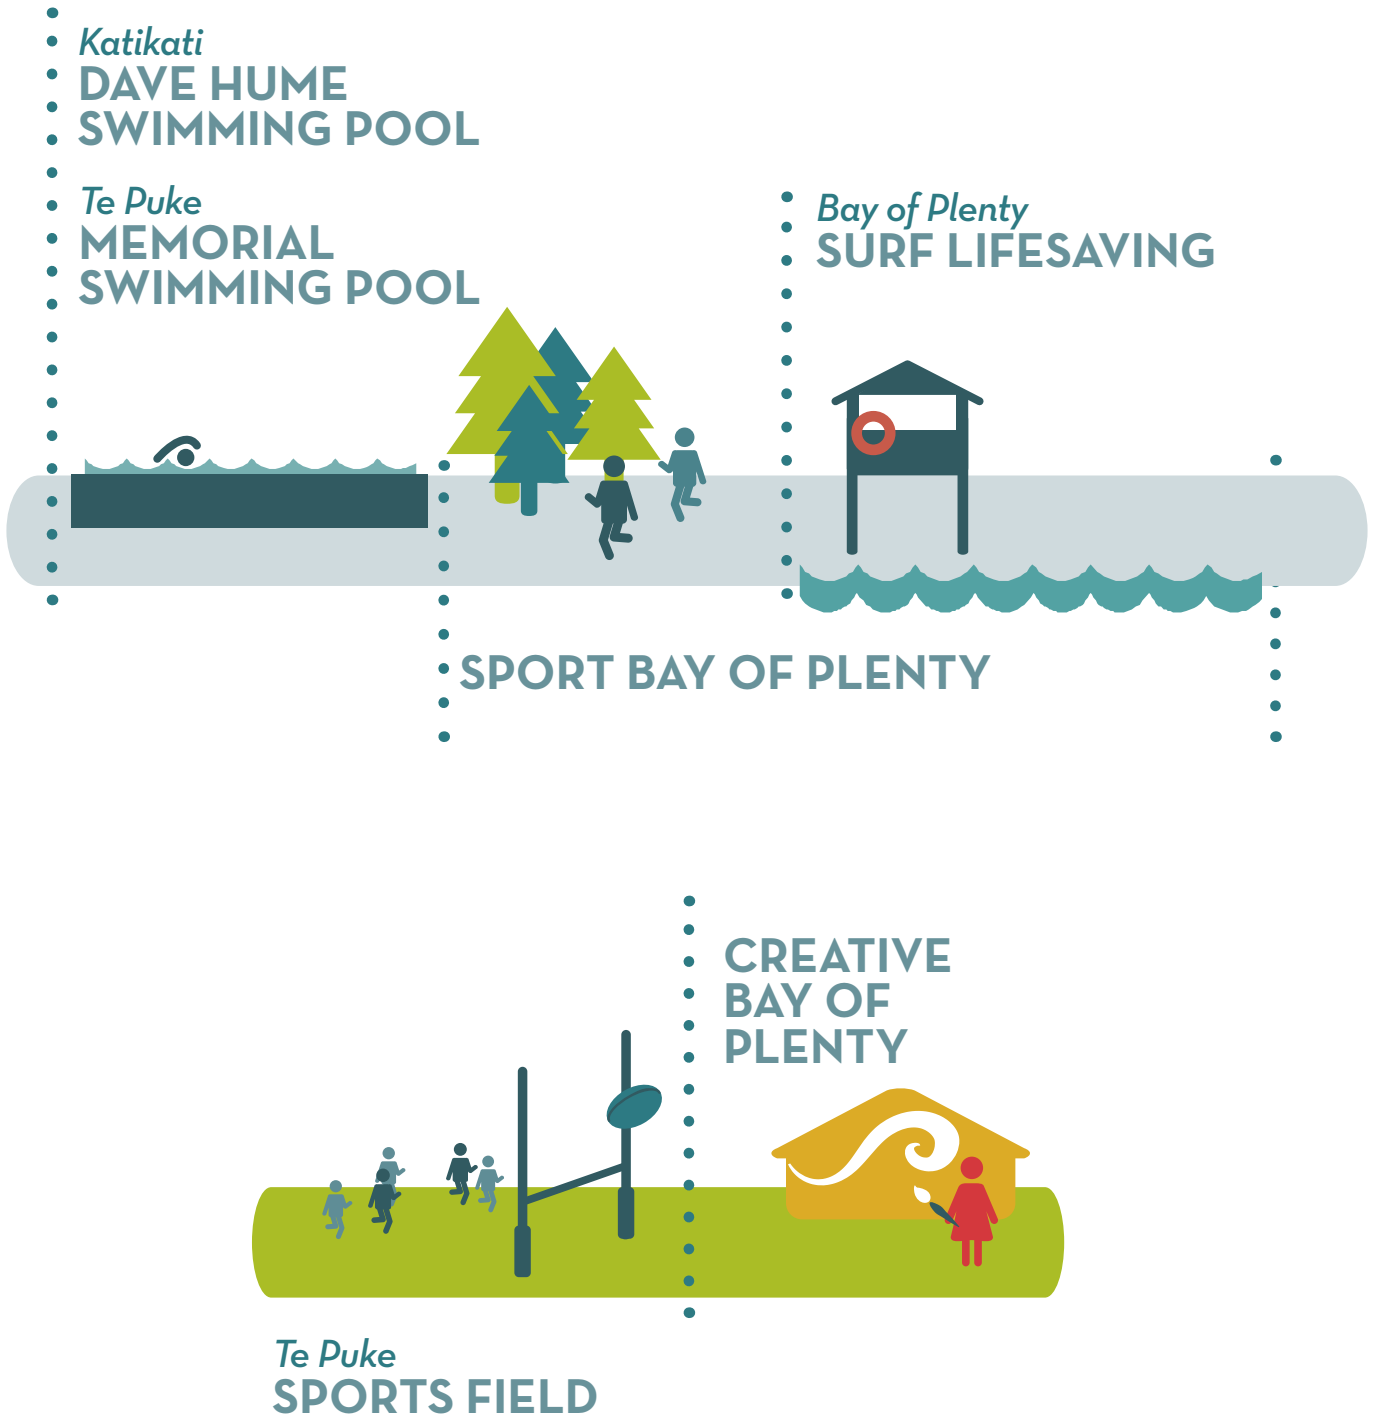 Katikati
DAVE HUME
SWIMMING POOL
Te Puke
MEMORIAL
SWIMMING POOL
Bay of Plenty
SURF LIFESAVING
SPORT BAY OF PLENTY
CREATIVE
BAY OF
PLENTY
Te Puke
SPORTS FIELD